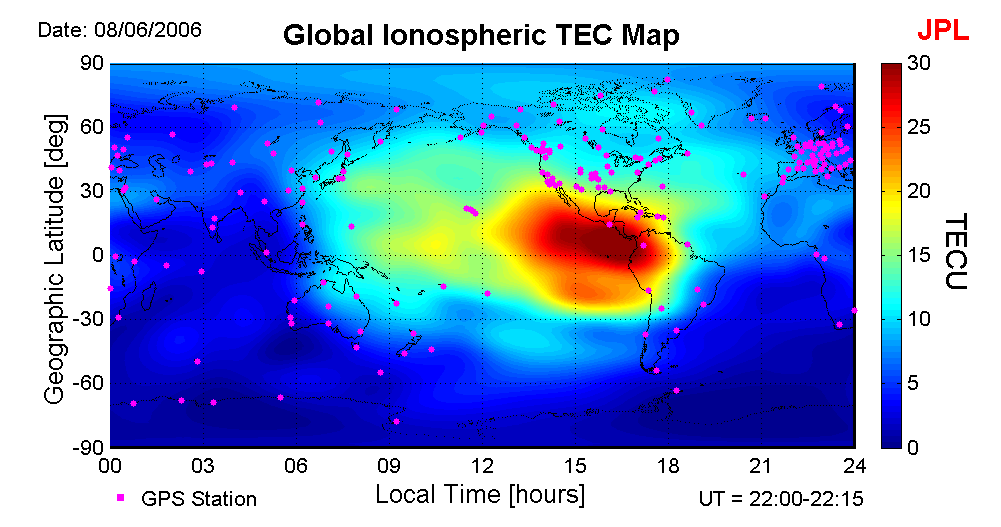 Date: 08/06/2006
Global Ionospheric TEC Map
JPL
90
60
30
0
-30
-60
-90
Geographic Latitude [deg]
00 03 06 09 12 15 18 21 24
Local Time [hours]
GPS Station
UT = 22:00-22:15
30
25
20
15
10
5
0
TECU